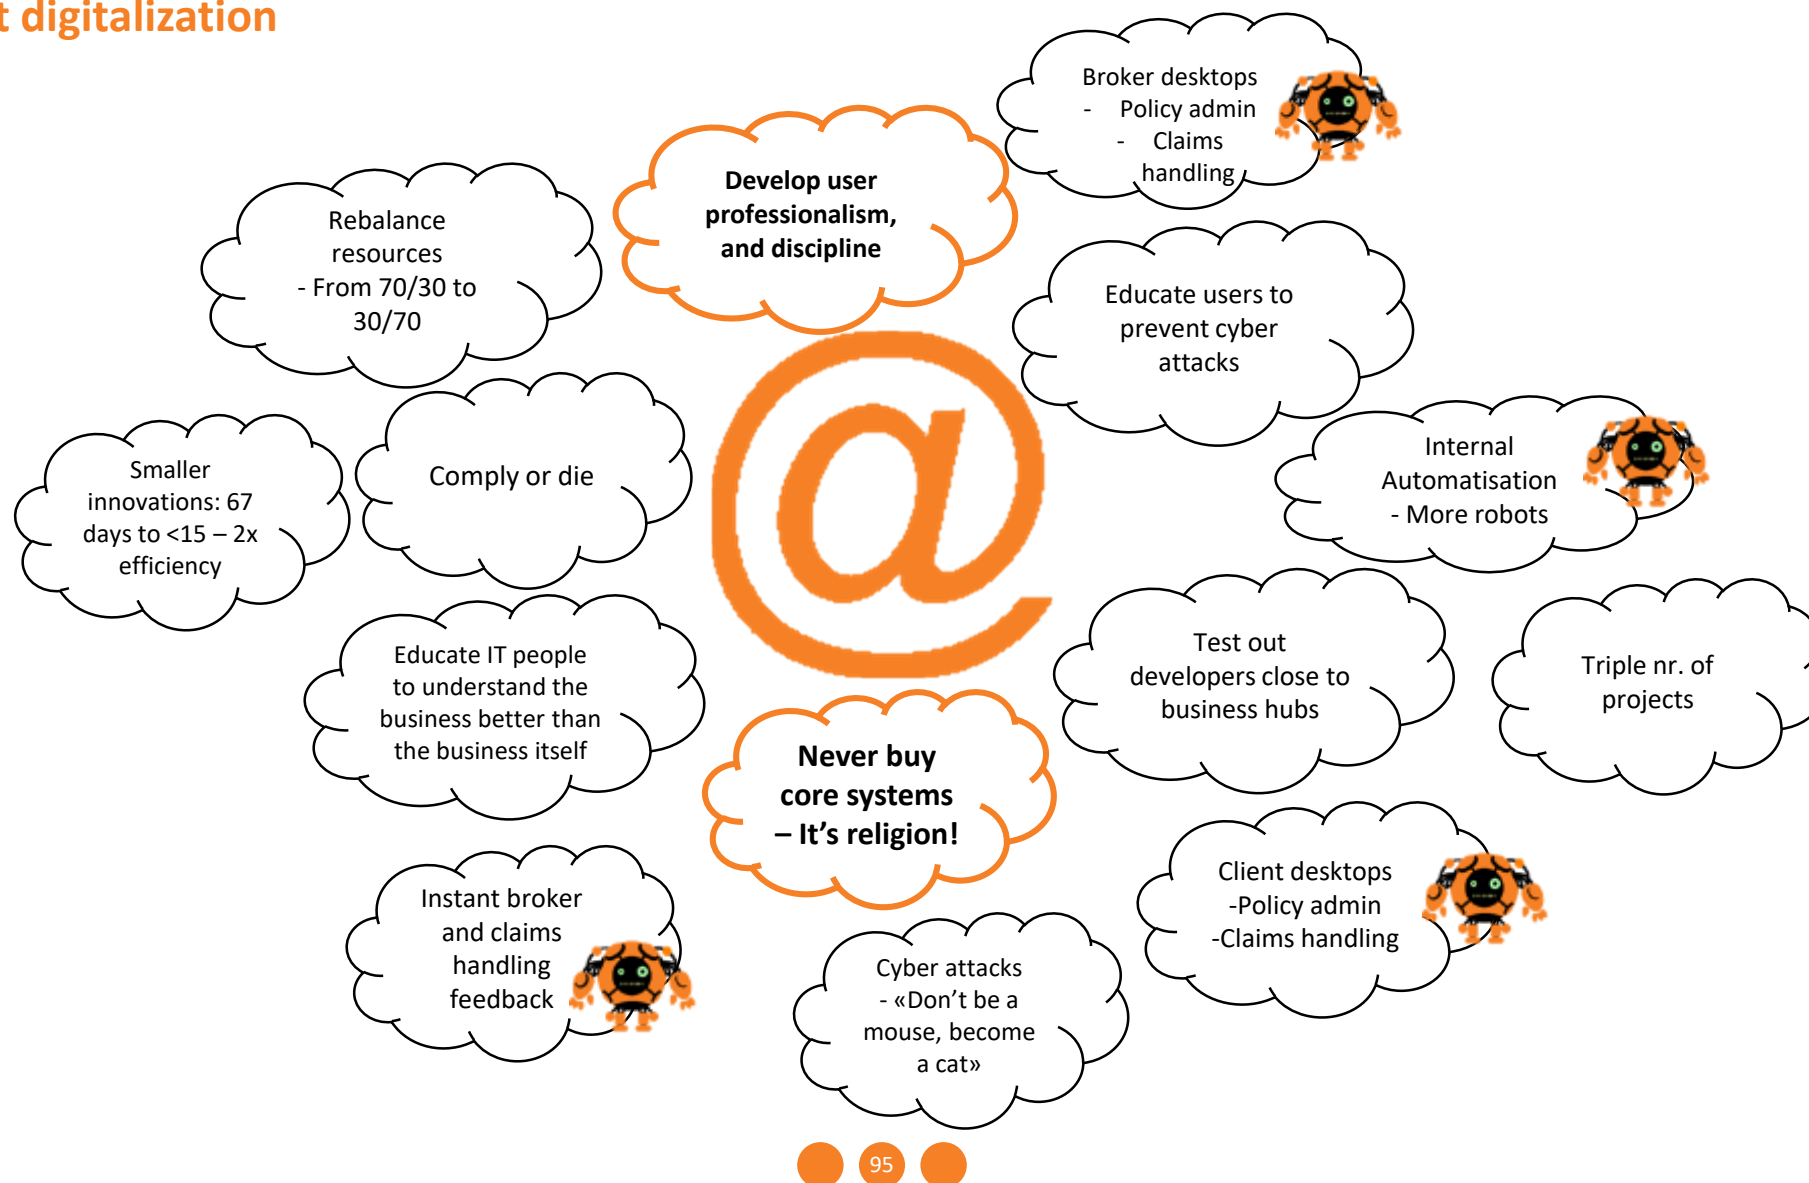 t digitalization
Broker desktops
- Policy admin
- Claims
handling
Develop user
professionalism,
and discipline
Rebalance
resources
- From 70/30 to
30/70
Educate users to
prevent cyber
attacks
Smaller
innovations: 67
days to <15 – 2x
efficiency
Comply or die
@
Internal
Automatisation
- More robots
Educate IT people
to understand the
business better than
the business itself
Test out
developers close to
business hubs
Triple nr. of
projects
Never buy
core systems
– It’s religion!
Instant broker
and claims
handling
feedback
Client desktops
-Policy admin
-Claims handling
Cyber attacks
- «Don’t be a
mouse, become
a cat»
95